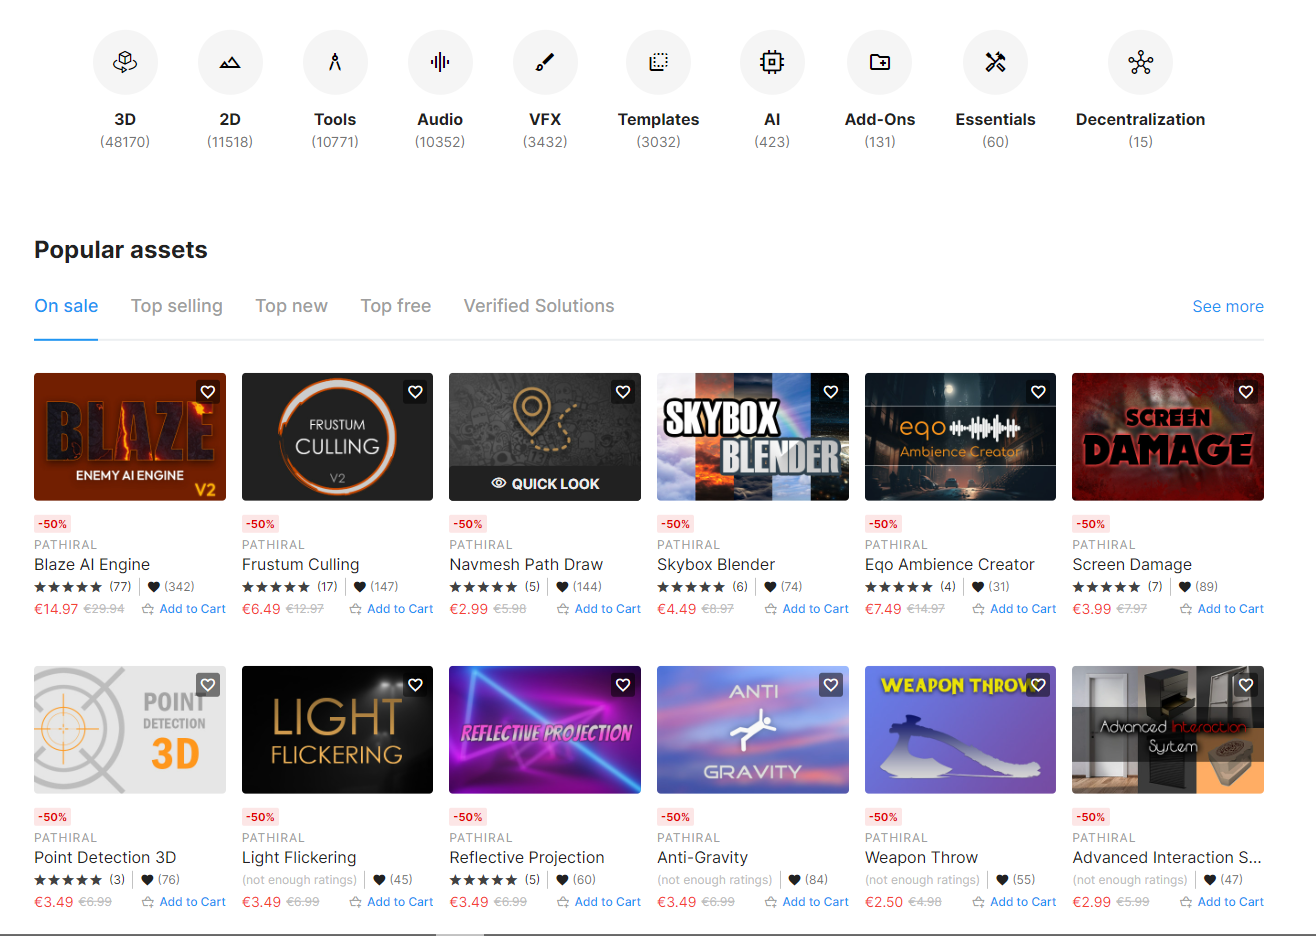 3D
2D
Tools
Audio
VFX
Templates
AI
Add-Ons
Essentials
Decentralization
(48170)
(11518)
(10771)
(10352)
(3432)
(3032)
(423)
(131)
(60)
(15)
Popular assets
On sale
Top selling
Top new
Top free
Verified Solutions
See more
BLAZE
ENEMY AI ENGINE
V2
-50%
PATHIRAL
Blaze AI Engine
(77)
(342)
€14.97 €29.94
Add to Cart
FRUSTUM
CULLING
V2
-50%
PATHIRAL
Frustum Culling
(17)
(147)
€6.49 €12.97
Add to Cart
QUICK LOOK
-50%
PATHIRAL
Navmesh Path Draw
(5)
(144)
€2.99 €5.98
Add to Cart
SKYBOX
BLENDER
-50%
PATHIRAL
Skybox Blender
(6)
(74)
€4.49 €8.97
Add to Cart
eqo
Ambience Creator
-50%
PATHIRAL
Eqo Ambience Creator
(4)
(31)
€7.49 €14.97
Add to Cart
SCREEN
DAMAGE
-50%
PATHIRAL
Screen Damage
(7)
(89)
€3.99 €7.97
Add to Cart
POINT
DETECTION
3D
-50%
PATHIRAL
Point Detection 3D
(3)
(76)
€3.49 €6.99
Add to Cart
LIGHT
FLICKERING
-50%
PATHIRAL
Light Flickering
(not enough ratings)
(45)
€3.49 €6.99
Add to Cart
REFLECTIVE PROJECTION
-50%
PATHIRAL
Reflective Projection
(5)
(60)
€3.49 €6.99
Add to Cart
ANTI
GRAVITY
-50%
PATHIRAL
Anti-Gravity
(not enough ratings)
(84)
€3.49 €6.99
Add to Cart
WEAPON THROW
-50%
PATHIRAL
Weapon Throw
(not enough ratings)
(55)
€2.50 €4.98
Add to Cart
Advanced Interaction
System
-50%
PATHIRAL
Advanced Interaction S...
(not enough ratings)
(47)
€2.99 €5.99
Add to Cart